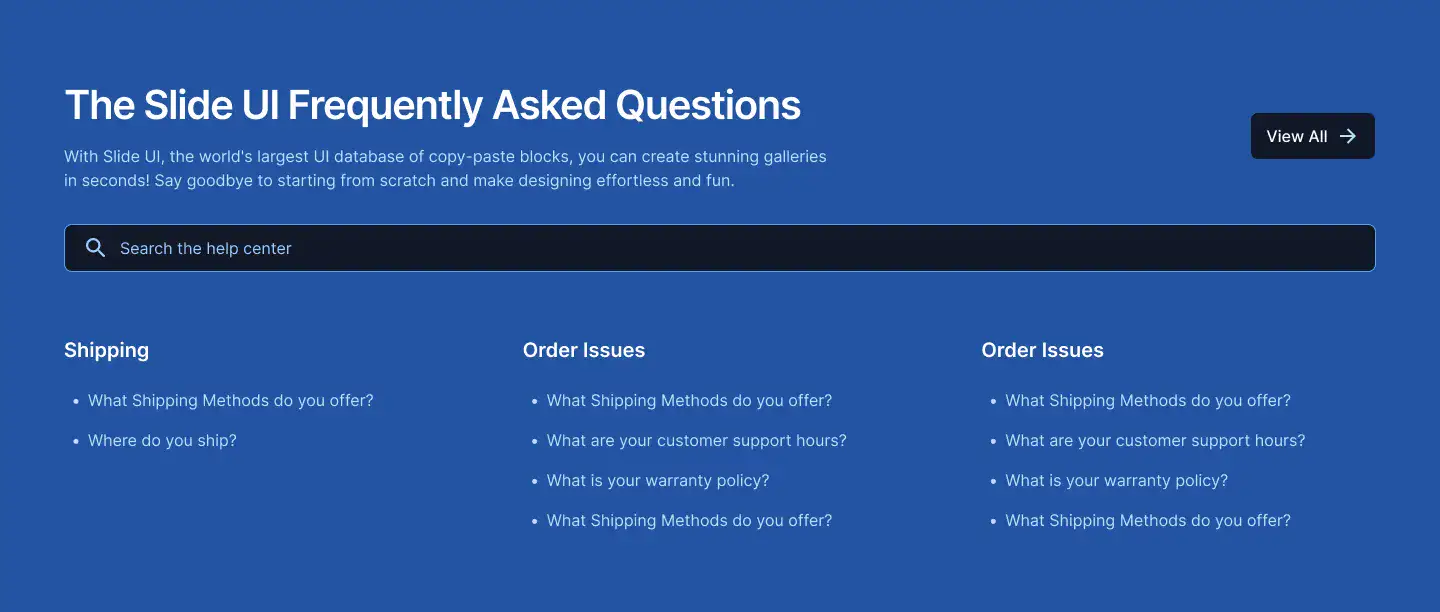 The Slide UI Frequently Asked Questions
With Slide UI, the world's largest UI database of copy-paste blocks, you can create stunning galleries
in seconds! Say goodbye to starting from scratch and make designing effortless and fun.
View All
Search the help center
Shipping
• What Shipping Methods do you offer?
• Where do you ship?
Order Issues
• What Shipping Methods do you offer?
• What are your customer support hours?
• What is your warranty policy?
• What Shipping Methods do you offer?
Order Issues
• What Shipping Methods do you offer?
• What are your customer support hours?
• What is your warranty policy?
• What Shipping Methods do you offer?